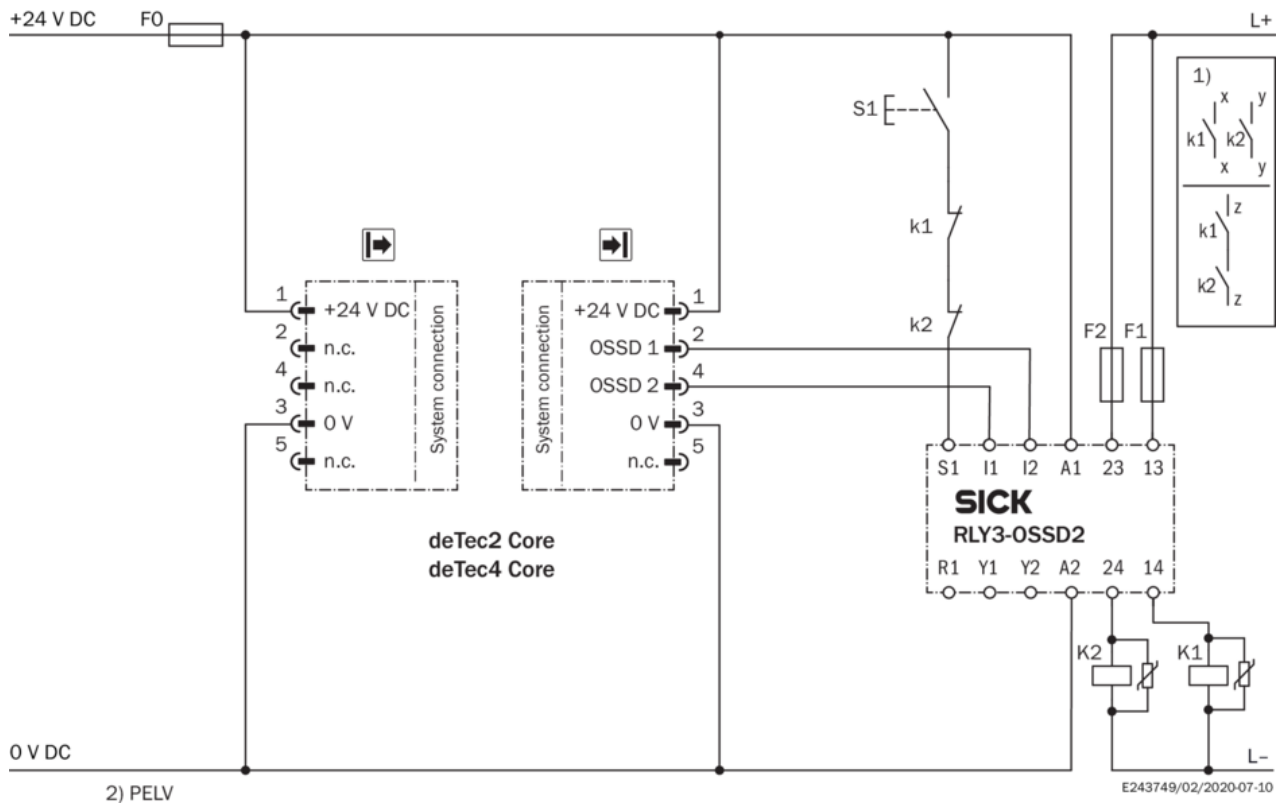 +24 V DC F0 L+
1)
x y
S1 k1 k2
x y
z
k1 k1
k2 k2
z
1 +24 V DC System connection System connection +24 V DC 1
2 n.c. OSSD 1 2
4 n.c. OSSD 2 4
3 0 V 0 V 3
5 n.c. n.c. 5
F2 F1
S1 I1 I2 A1 23 13
SICK
RLY3-OSSD2
R1 Y1 Y2 A2 24 14
deTec2 Core
deTec4 Core
K2 K1
0 V DC L–
E243749/02/2020-07-10
2) PELV